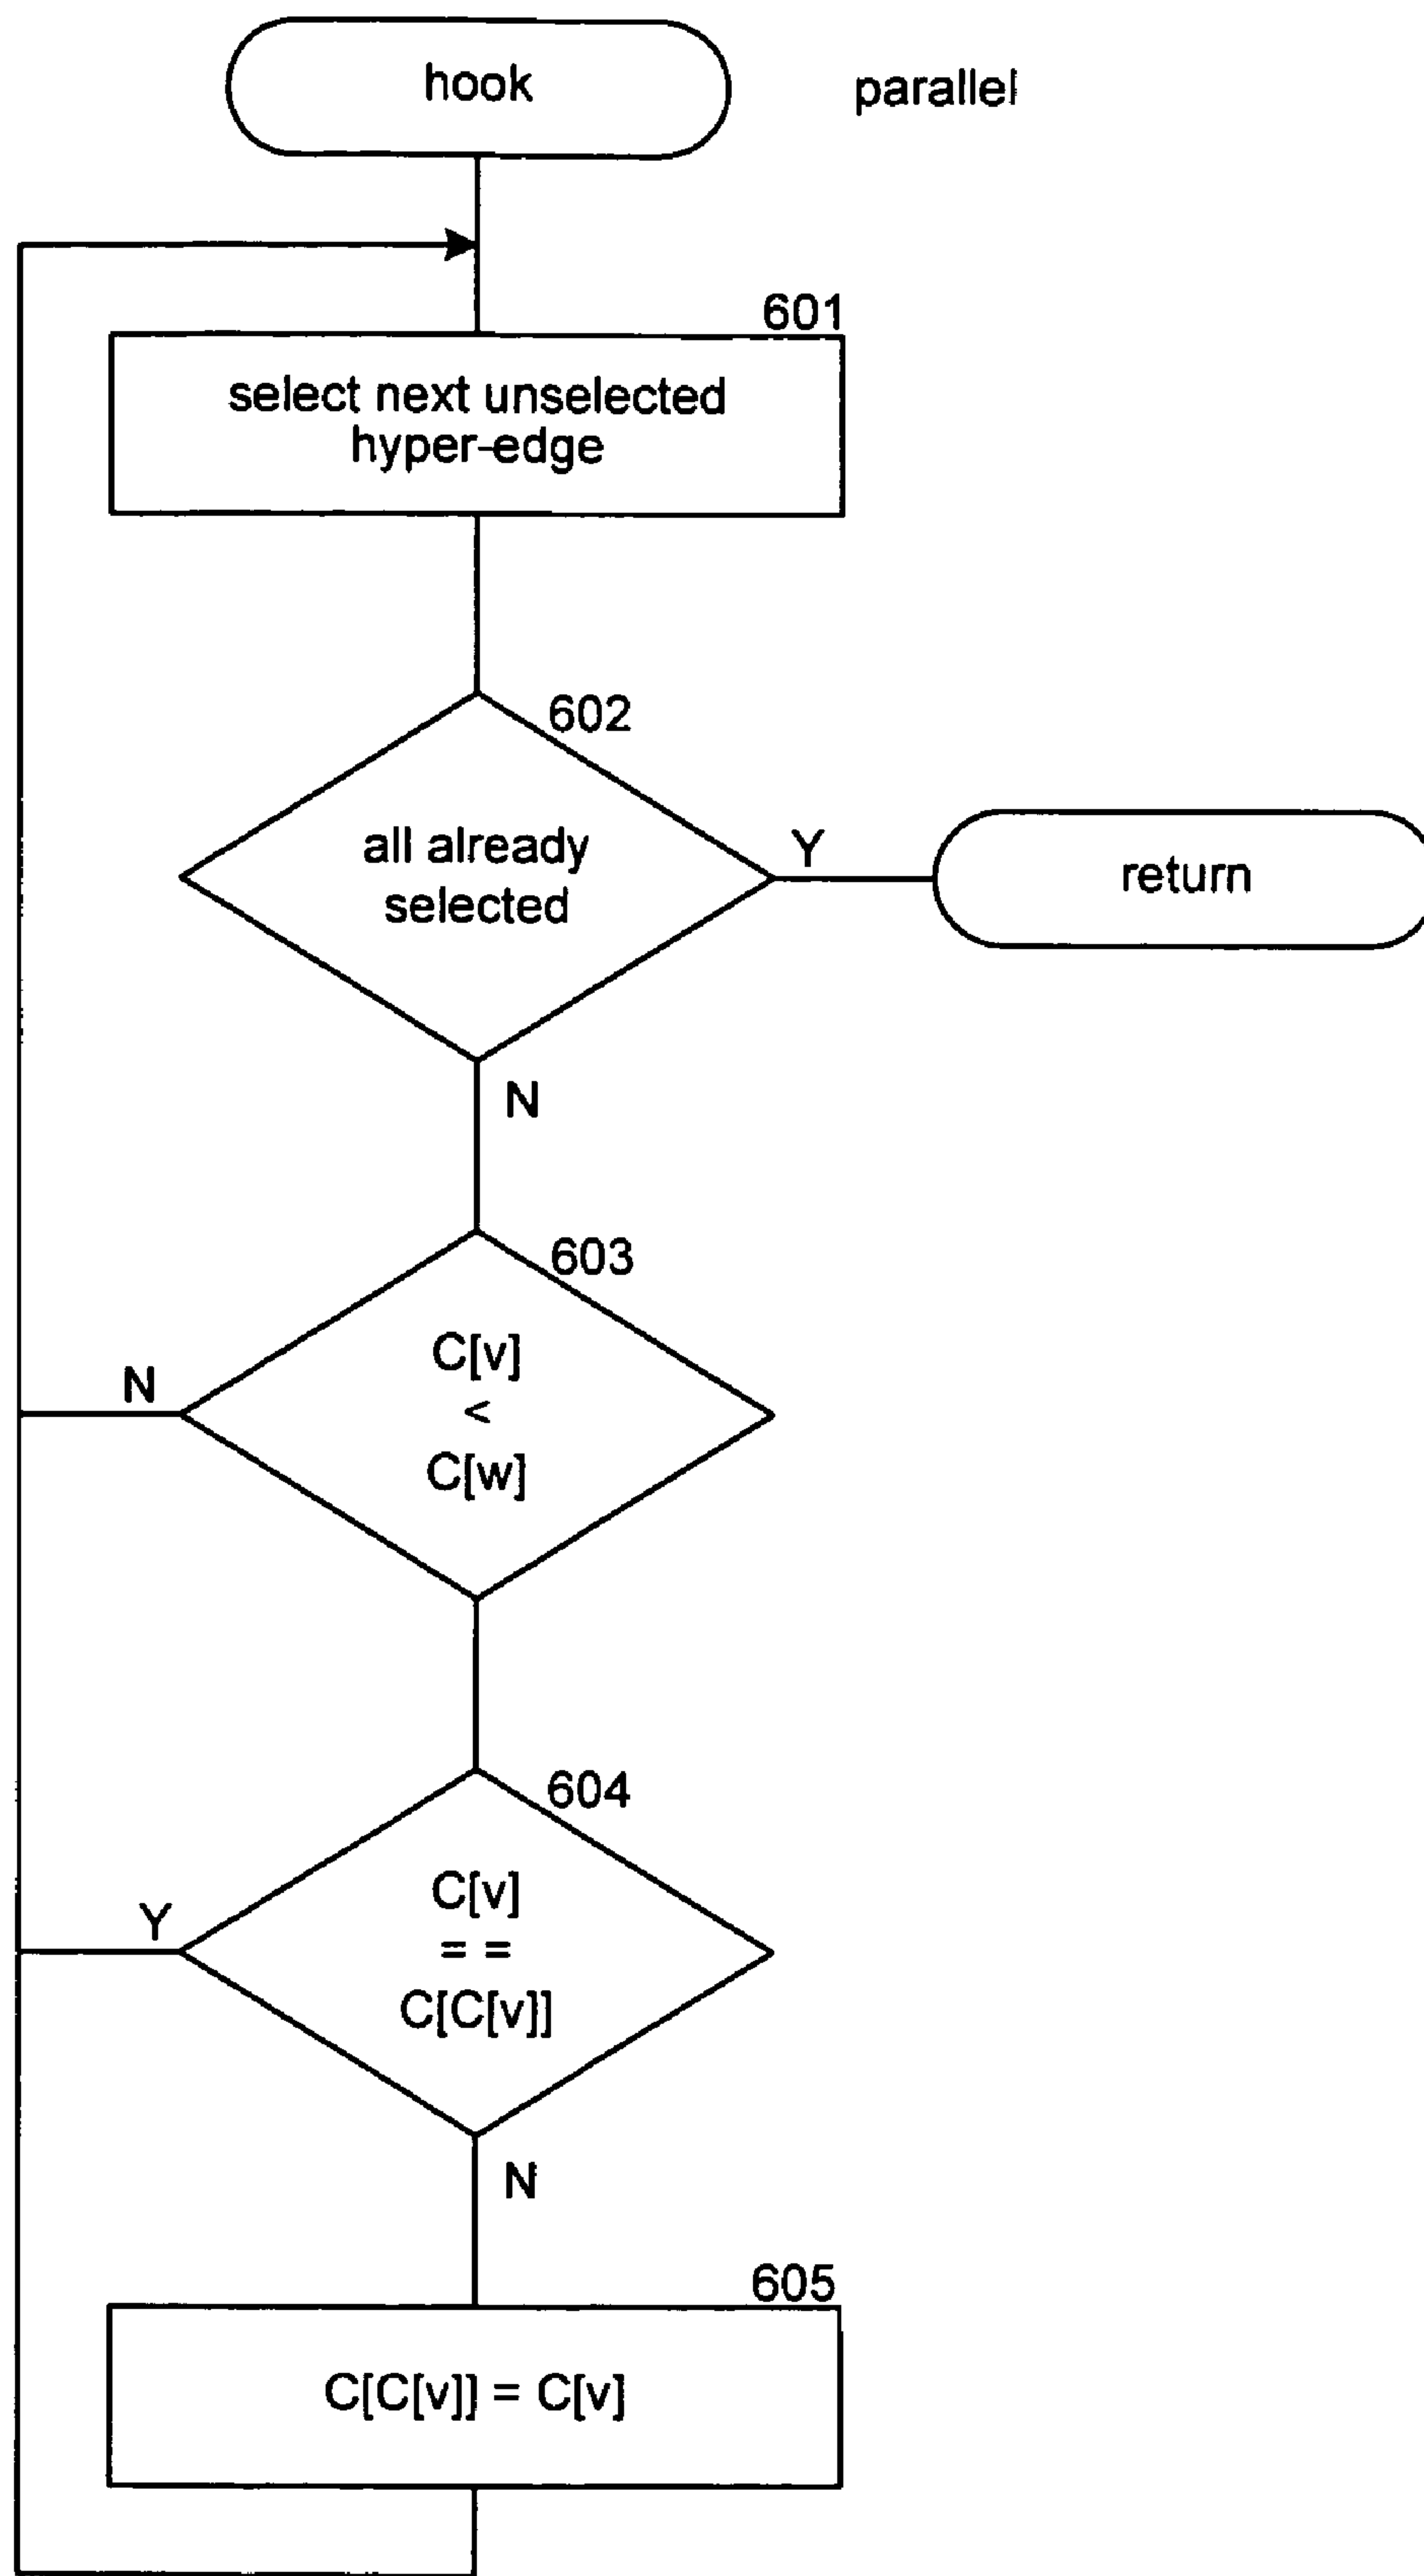 hook
parallel
601
select next unselected
hyper-edge
602
all already
selected
Y
return
N
603
C[v]
<
C[w]
N
604
C[v]
= =
C[C[v]]
Y
N
605
C[C[v]] = C[v]